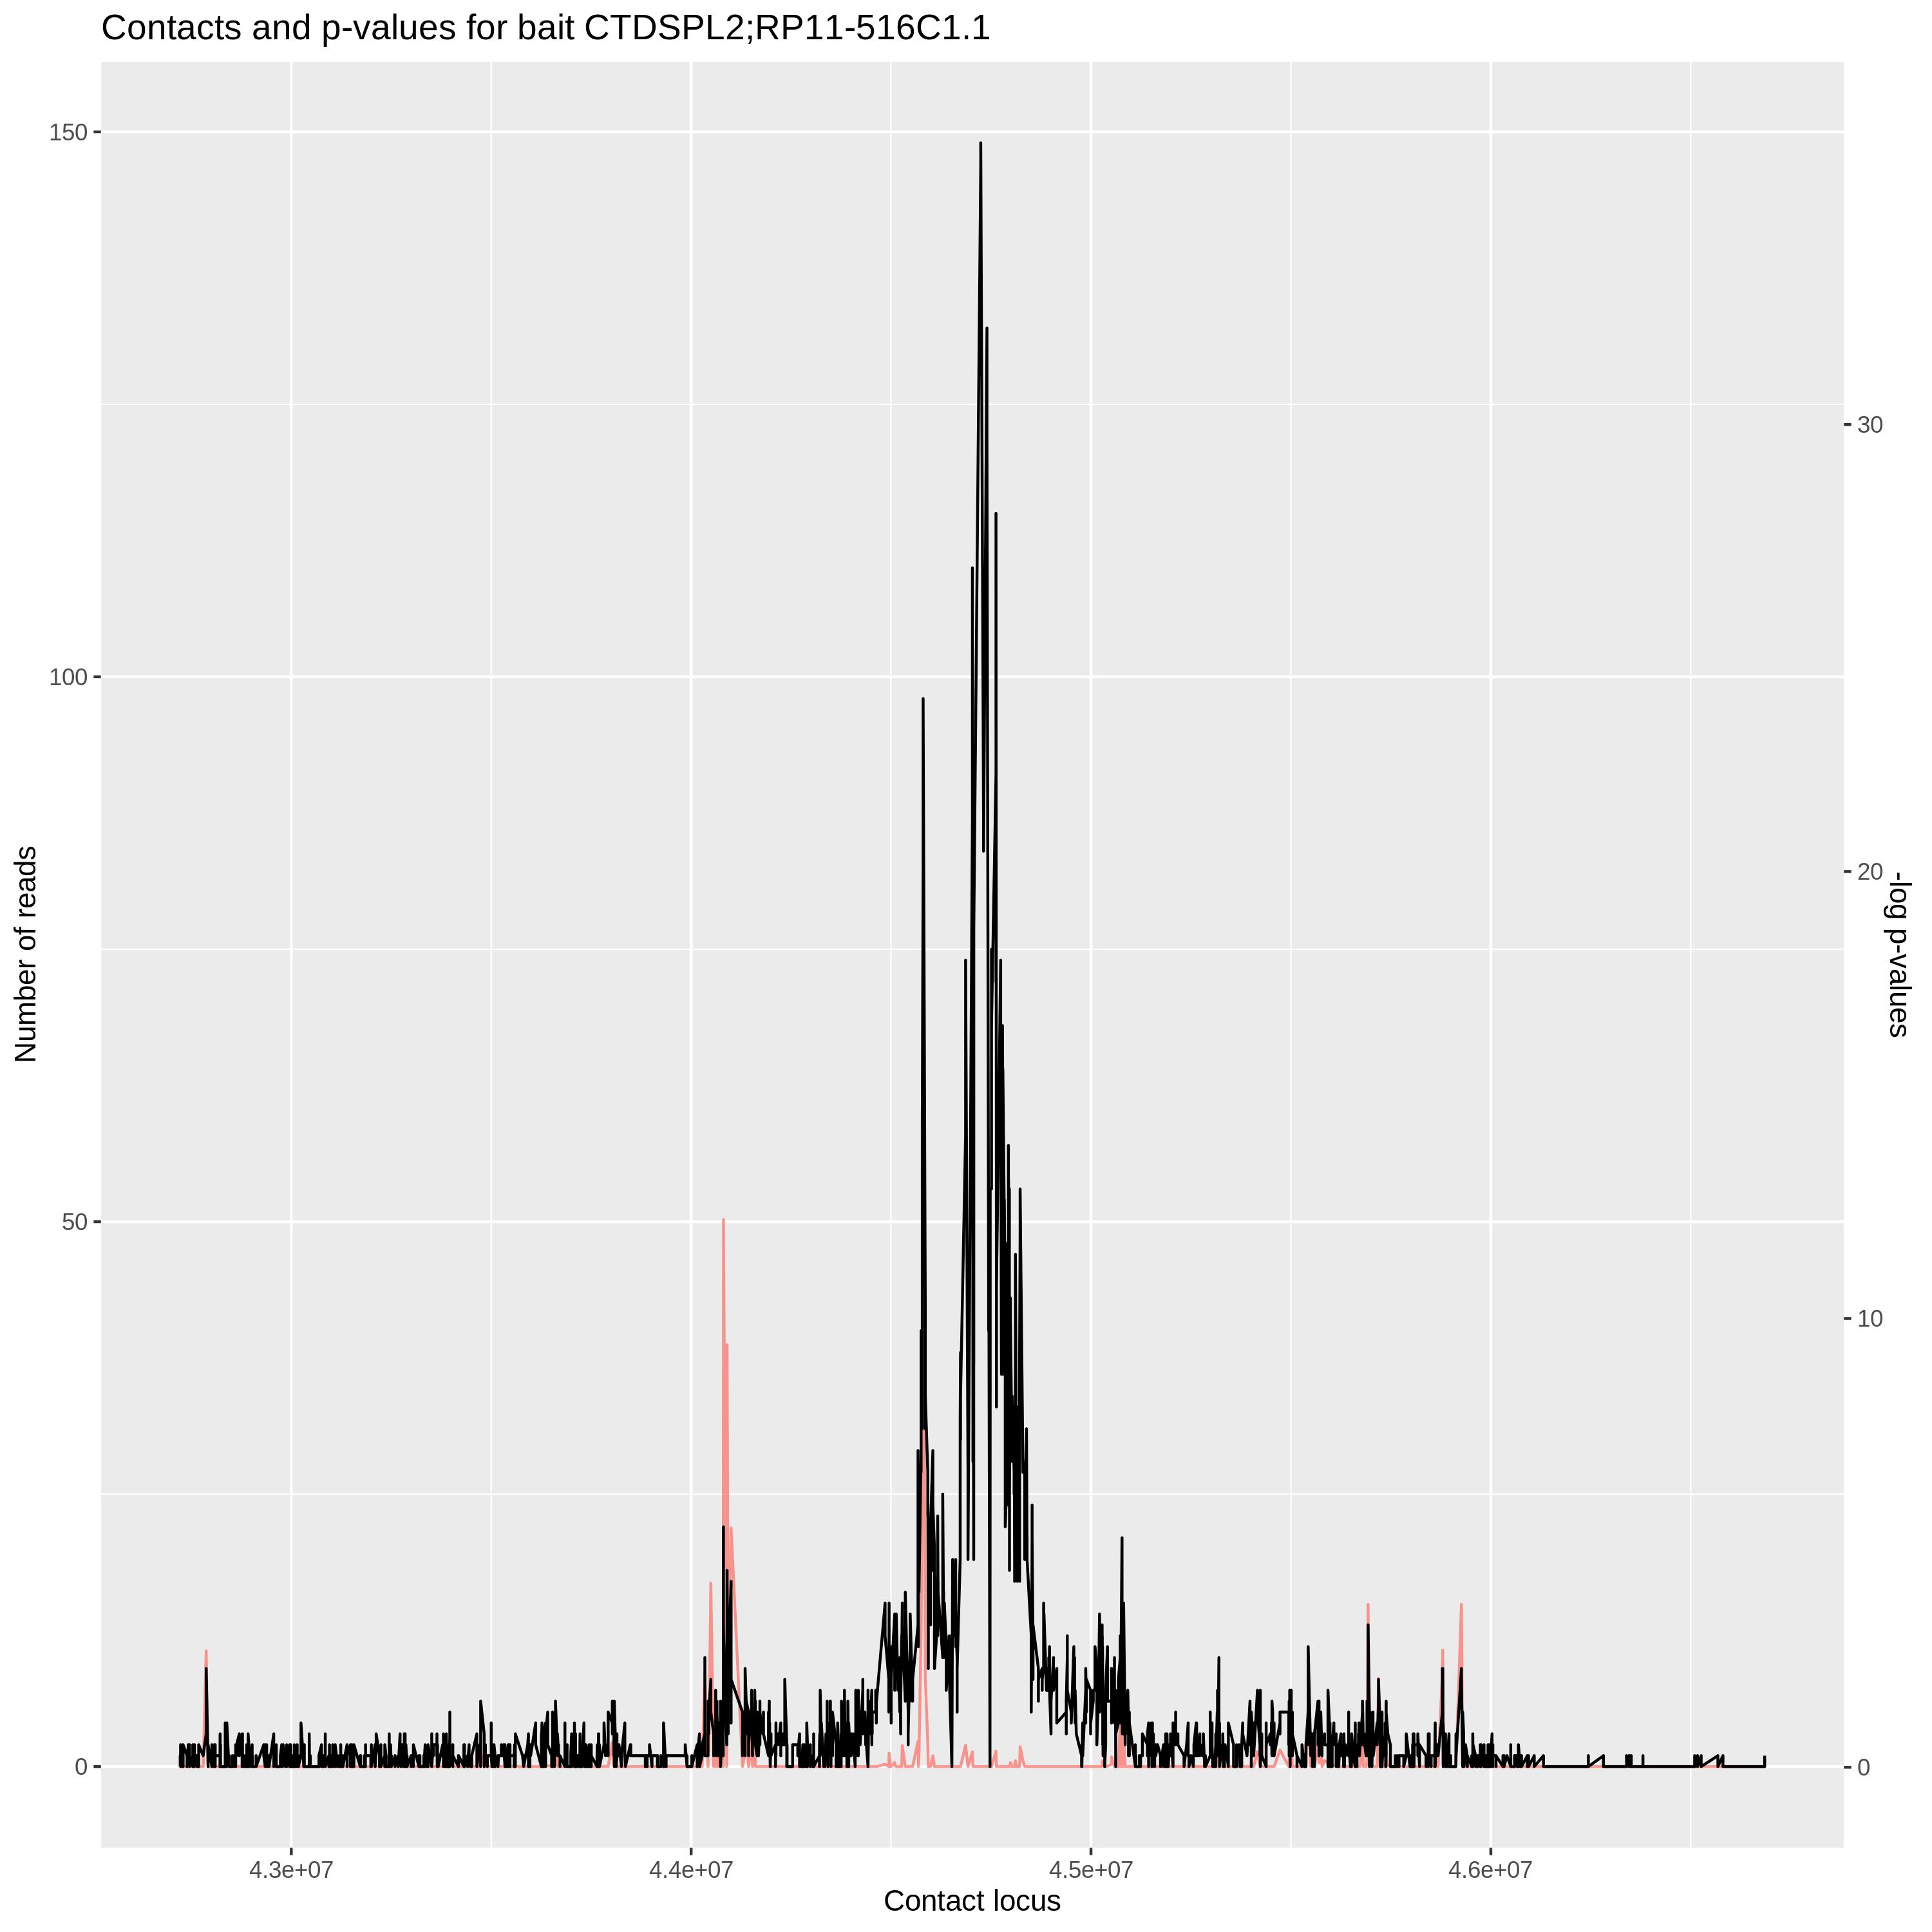 Contacts and p-values for bait CTDSPL2;RP11-516C1.1
150
100
50
0
Number of reads
30
20
10
0
-log p-values
4.3e+07
4.4e+07
4.5e+07
4.6e+07
Contact locus